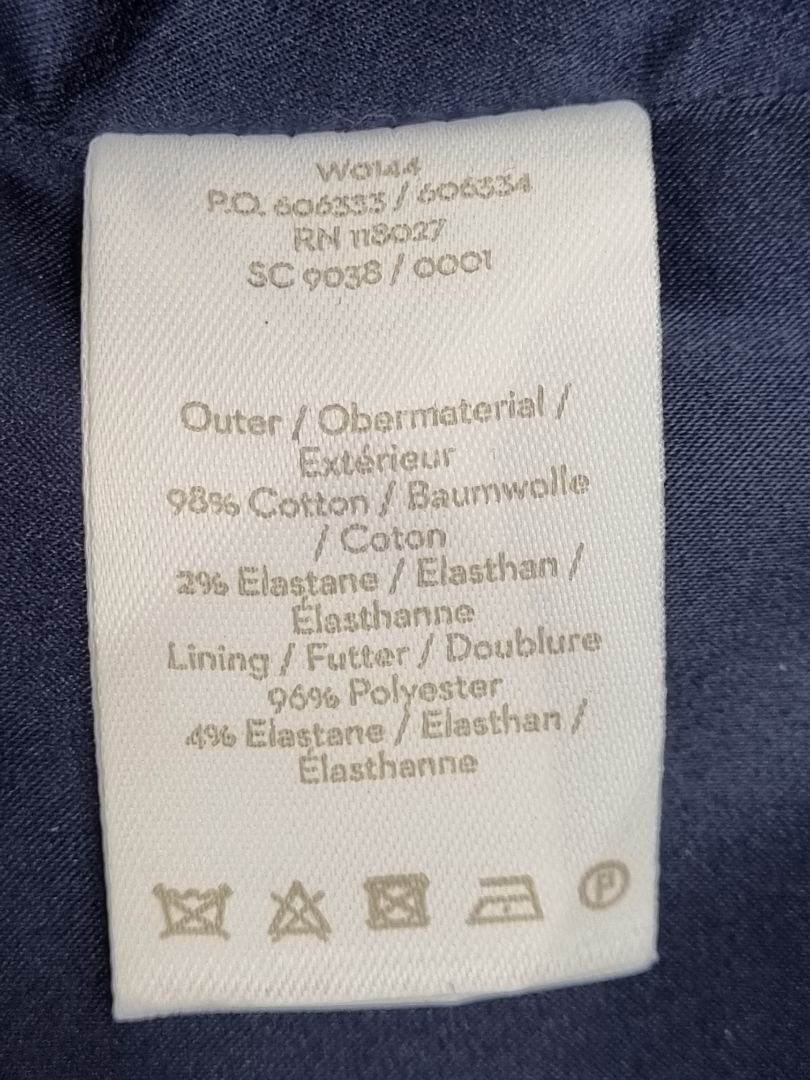 W0144
P.O. 606333 / 606334
RN 118027
SC 9038 / 0001
Outer / Obermaterial /
Extérieur
98% Cotton / Baumwolle
/ Coton
2% Elastane / Elasthan /
Élasthanne
Lining / Futter / Doublure
96% Polyester
4% Elastane / Elasthan /
Élasthanne
P